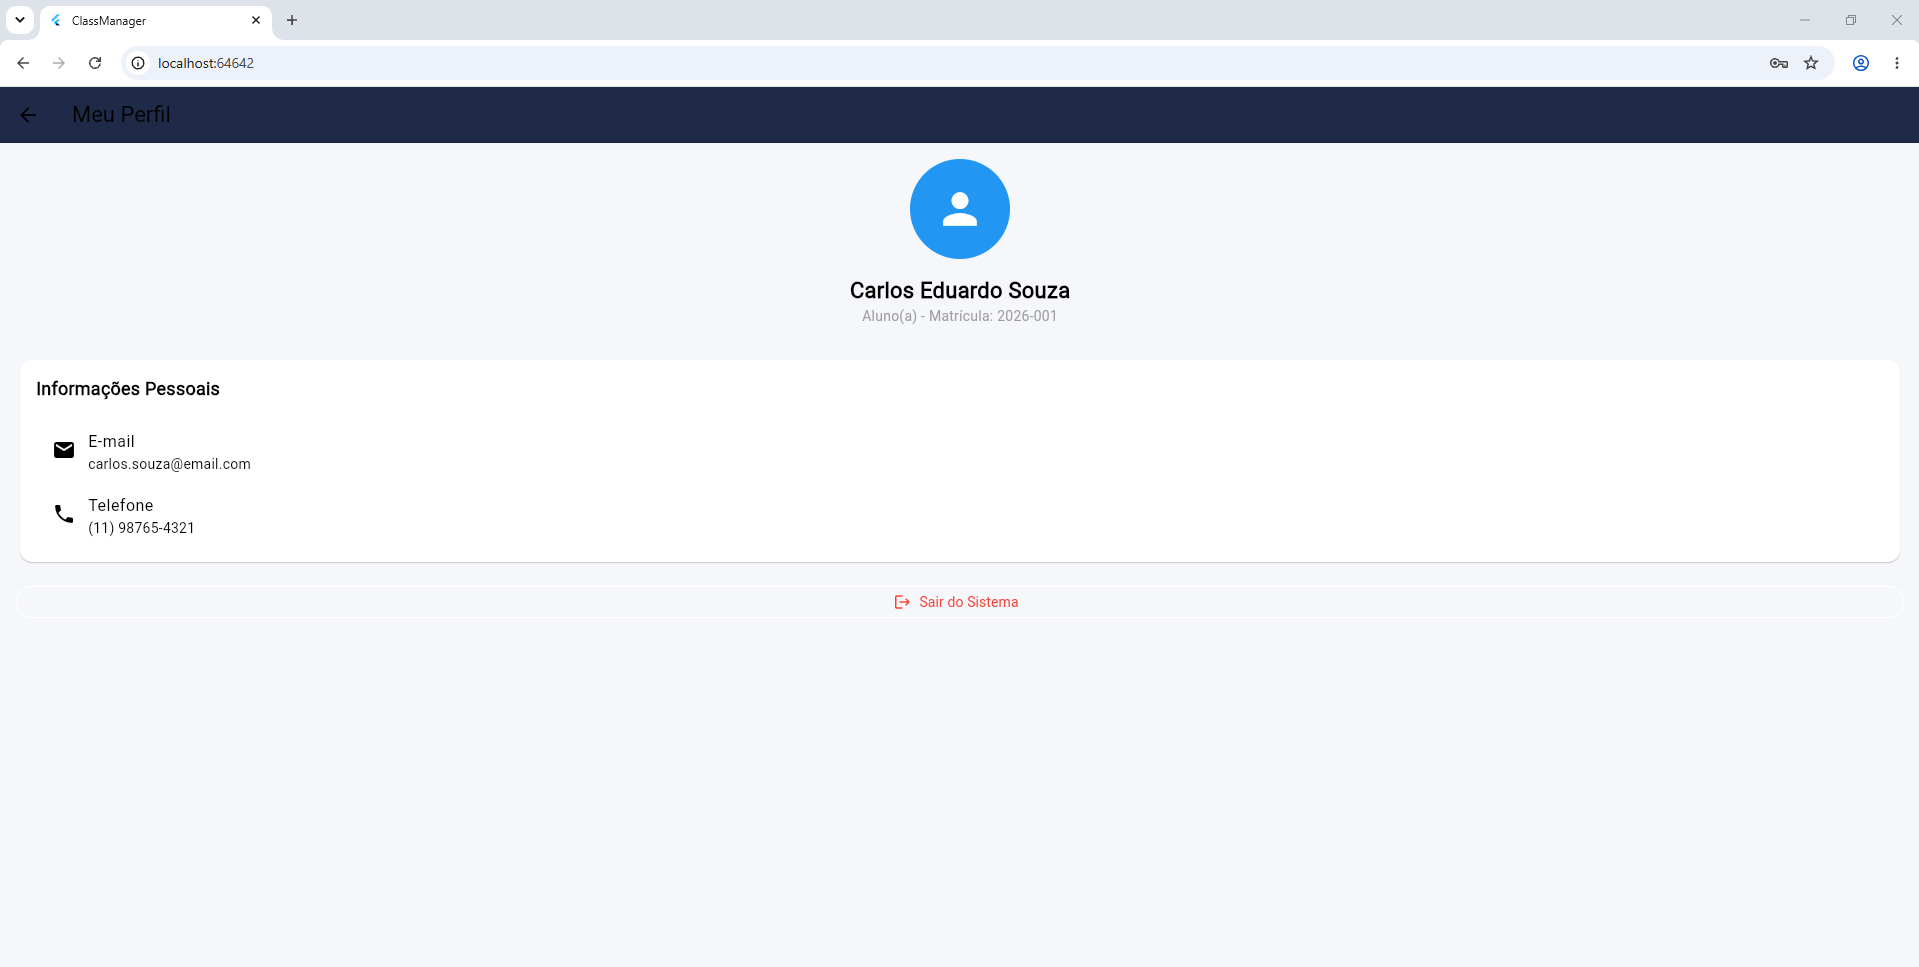 ClassManager
localhost:64642
Meu Perfil
Carlos Eduardo Souza
Aluno(a) - Matrícula: 2026-001
Informações Pessoais
E-mail
carlos.souza@email.com
Telefone
(11) 98765-4321
Sair do Sistema